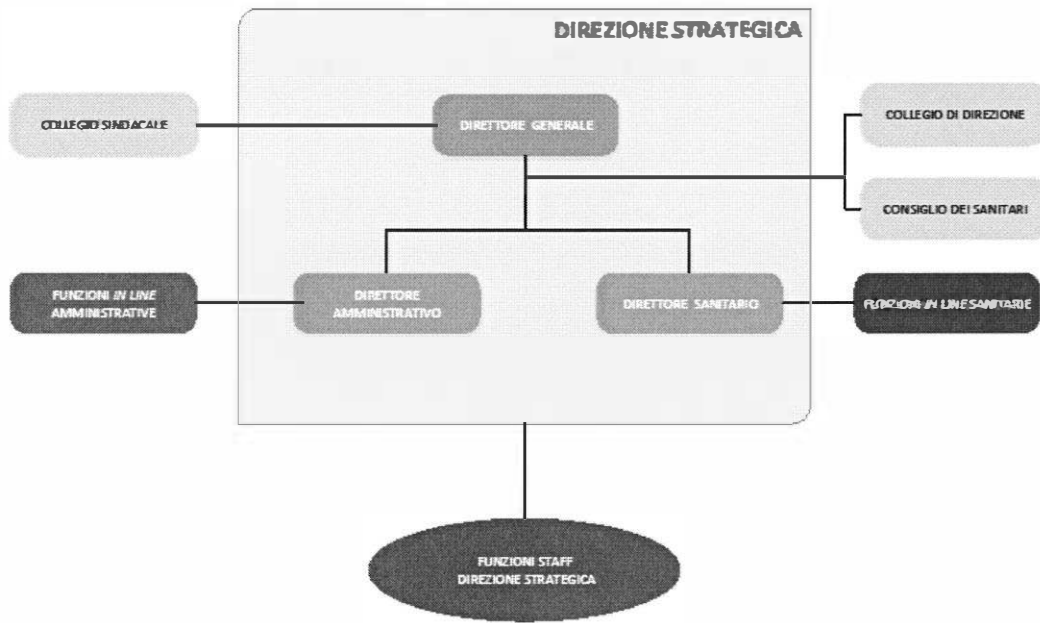 DIREZIONE STRATEGICA
COLLEGIO SINDACALE
DIRETTORE GENERALE
COLLEGIO DI DIREZIONE
CONSIGLIO DEI SANITARI
FUNZIONI IN LINE
AMMINISTRATIVE
DIRETTORE
AMMINISTRATIVO
DIRETTORE SANITARIO
FUNZIONI IN LINE SANITARIE
FUNZIONI STAFF
DIREZIONE STRATEGICA